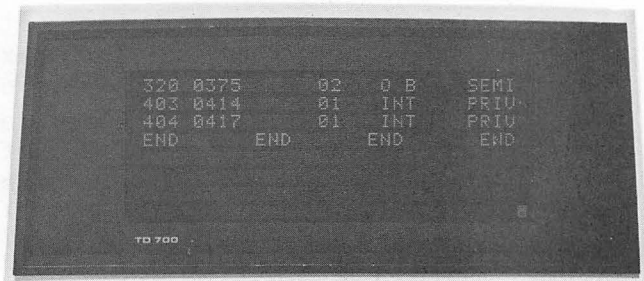 320 0375 02 O B SEMI
403 0414 01 INT PRIV
404 0417 01 INT PRIV
END END END END
TD 700